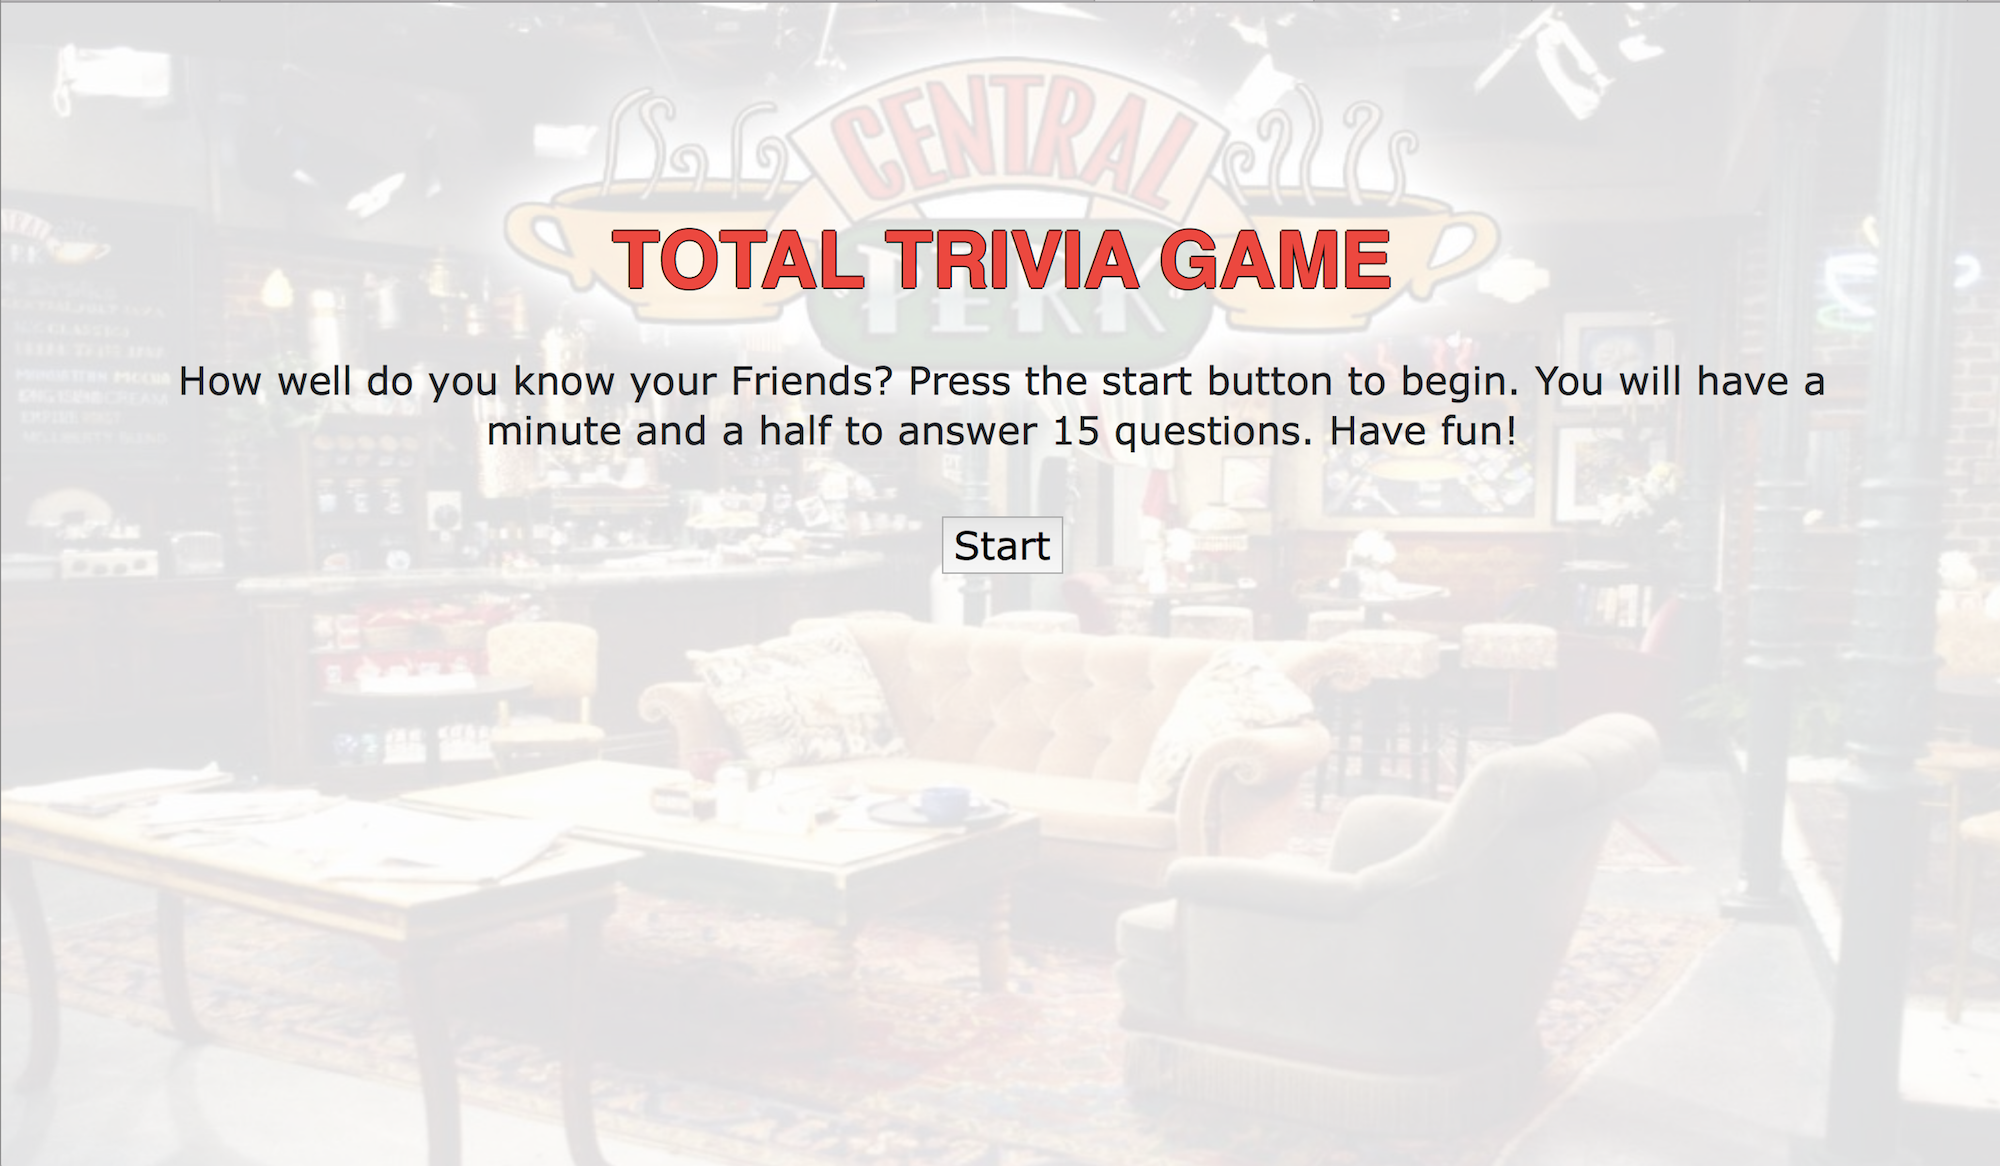 CENTRAL
PERK
TOTAL TRIVIA GAME
How well do you know your Friends? Press the start button to begin. You will have a
minute and a half to answer 15 questions. Have fun!
Start